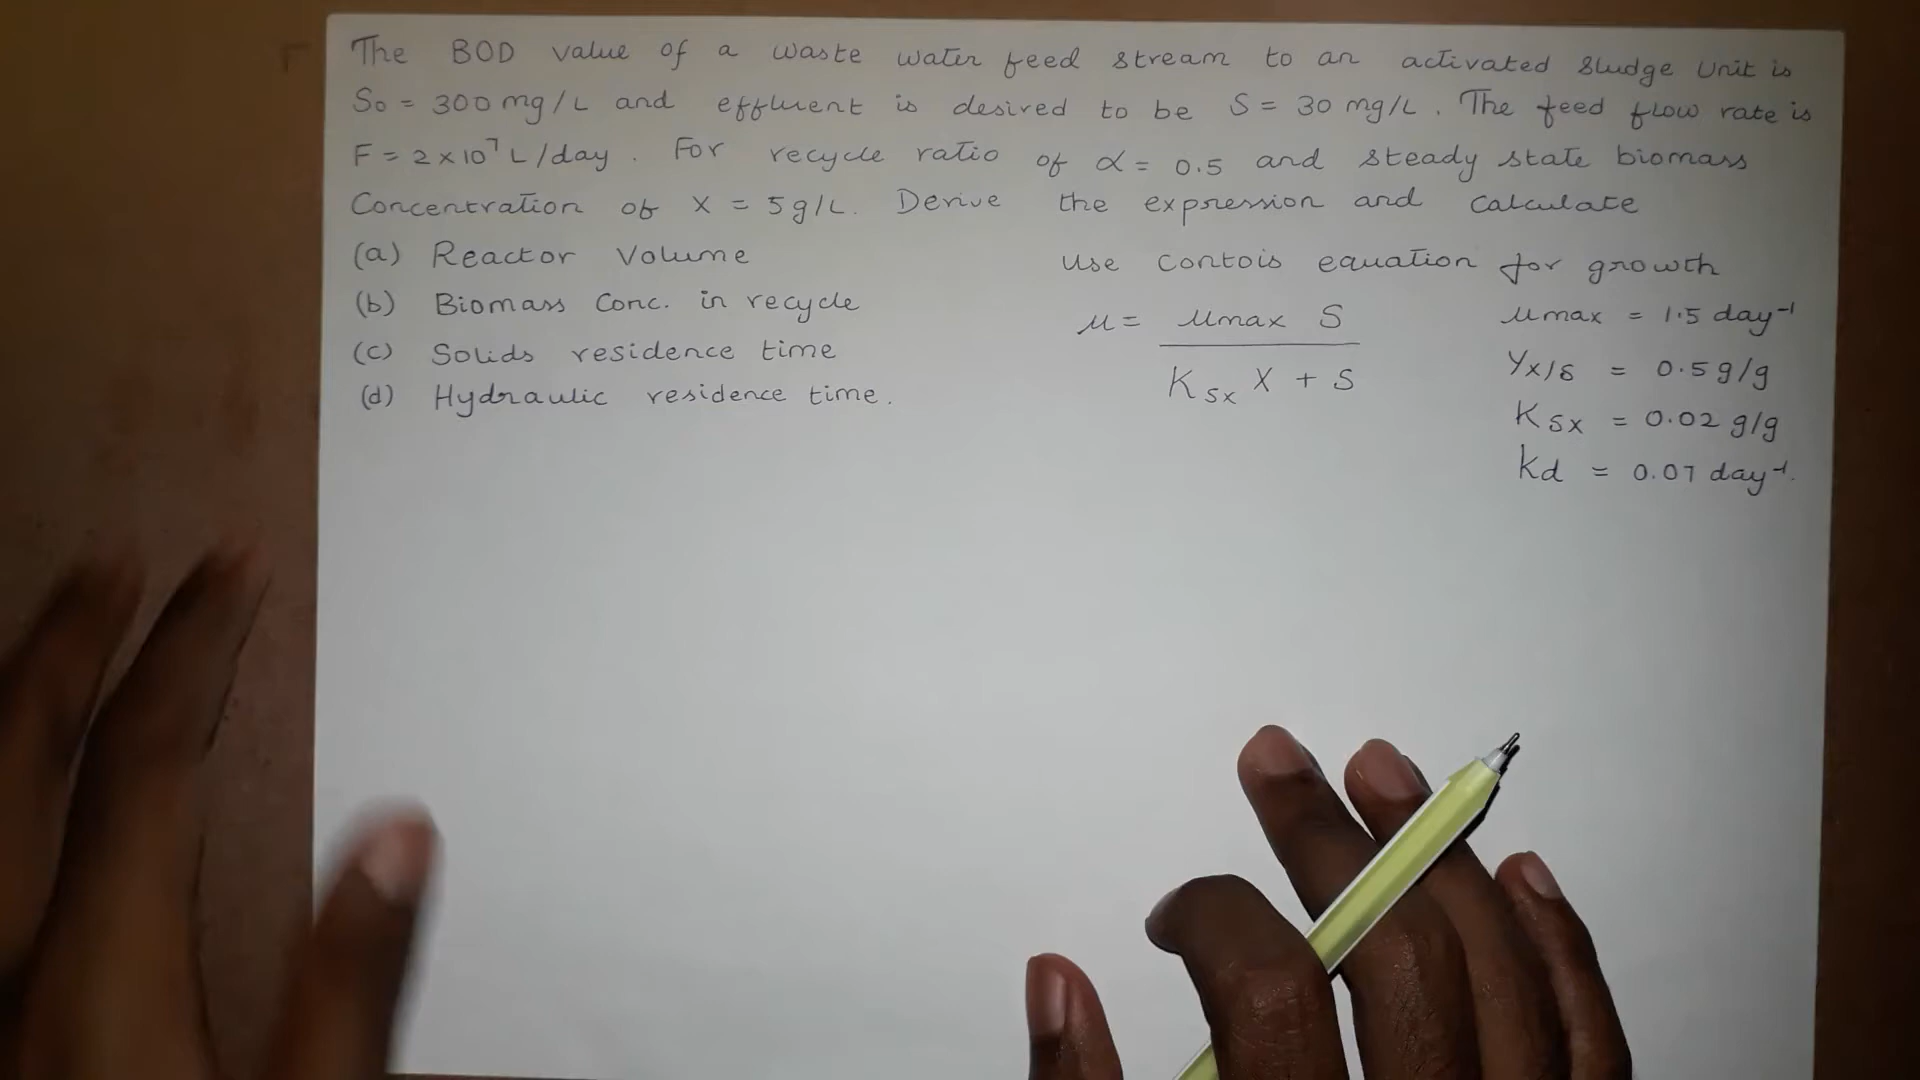 The BOD value of a waste water feed stream to an activated sludge Unit is
S₀ = 300 mg/L and effluent is desired to be S = 30 mg/L. The feed flow rate is
F = 2 x 10⁷ L/day. For recycle ratio of α = 0.5 and steady state biomass
Concentration of X = 5g/L. Derive the expression and calculate
(a) Reactor Volume
(b) Biomass Conc. in recycle
(c) Solids residence time
(d) Hydraulic residence time.
Use contois equation for growth
μ = μmax S
K_SX X + S
μmax = 1.5 day⁻¹
Yx/s = 0.5g/g
K_SX = 0.02 g/g
Kd = 0.07 day⁻¹.